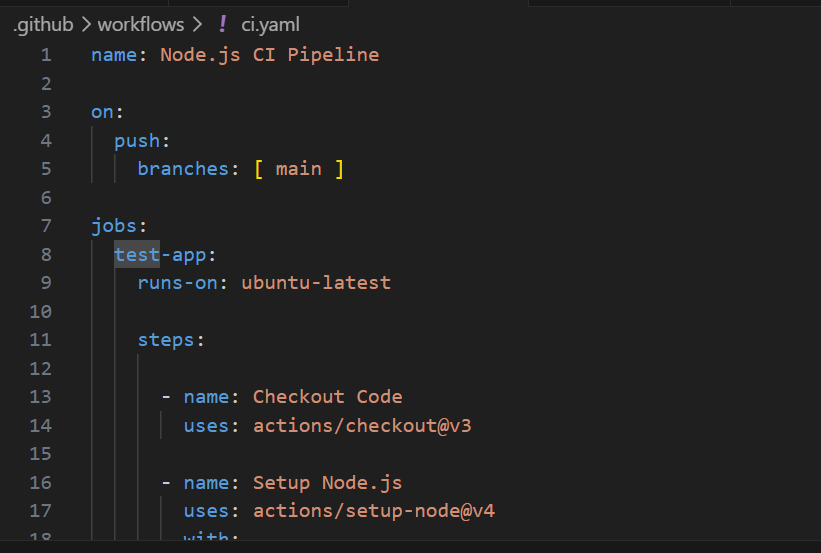 .github > workflows > ! ci.yaml
1 name: Node.js CI Pipeline
2
3 on:
4 push:
5 branches: [ main ]
6
7 jobs:
8 test-app:
9 runs-on: ubuntu-latest
10
11 steps:
12
13 - name: Checkout Code
14 uses: actions/checkout@v3
15
16 - name: Setup Node.js
17 uses: actions/setup-node@v4
18 with: